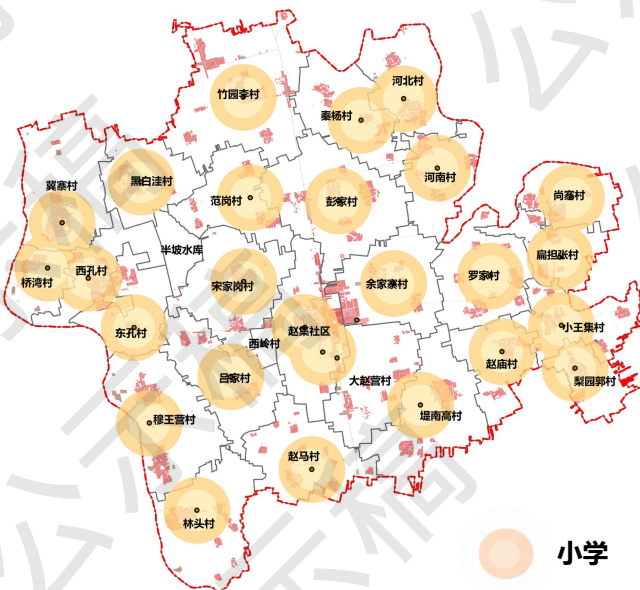 竹园李村
河北村
秦杨村
河南村
黑白洼村
冀寨村
范岗村
彭家村
尚寨村
半坡水库
扁担张村
桥湾村
西孔村
宋家岗村
余家寨村
罗家村
东孔村
赵集社区
小王集村
西岭村
赵庙村
吕家村
大赵营村
梨园郭村
穆王营村
堤南高村
赵马村
林头村
小学
公示稿